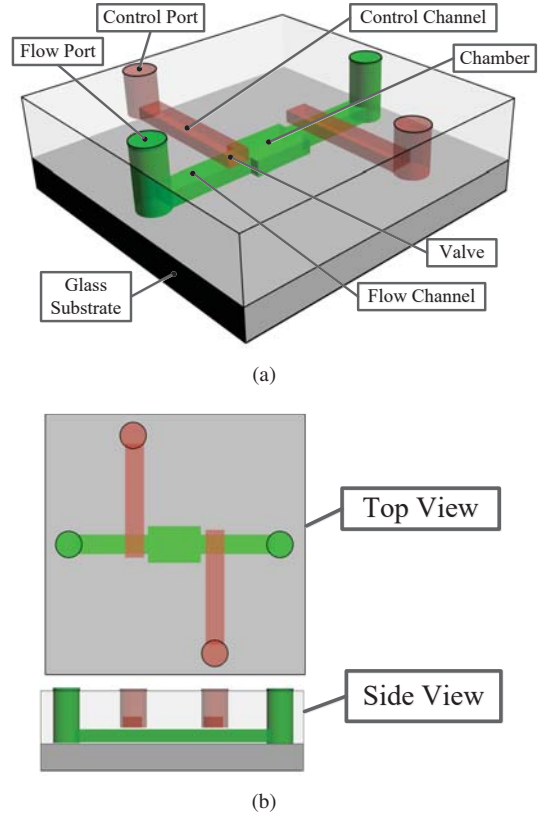 Control Port
Control Channel
Flow Port
Chamber
Valve
Glass
Substrate
Flow Channel
(a)
Top View
Side View
(b)